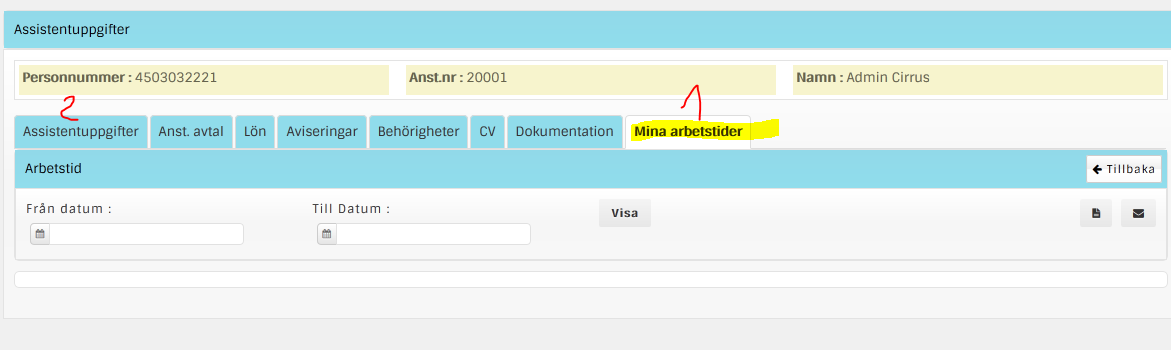 Assistentuppgifter
Personnummer : 4503032221 Anst.nr : 20001 Namn : Admin Cirrus
2 1
Assistentuppgifter Anst. avtal Lön Aviseringar Behörigheter CV Dokumentation Mina arbetstider
Arbetstid Tillbaka
Från datum : Till Datum : Visa